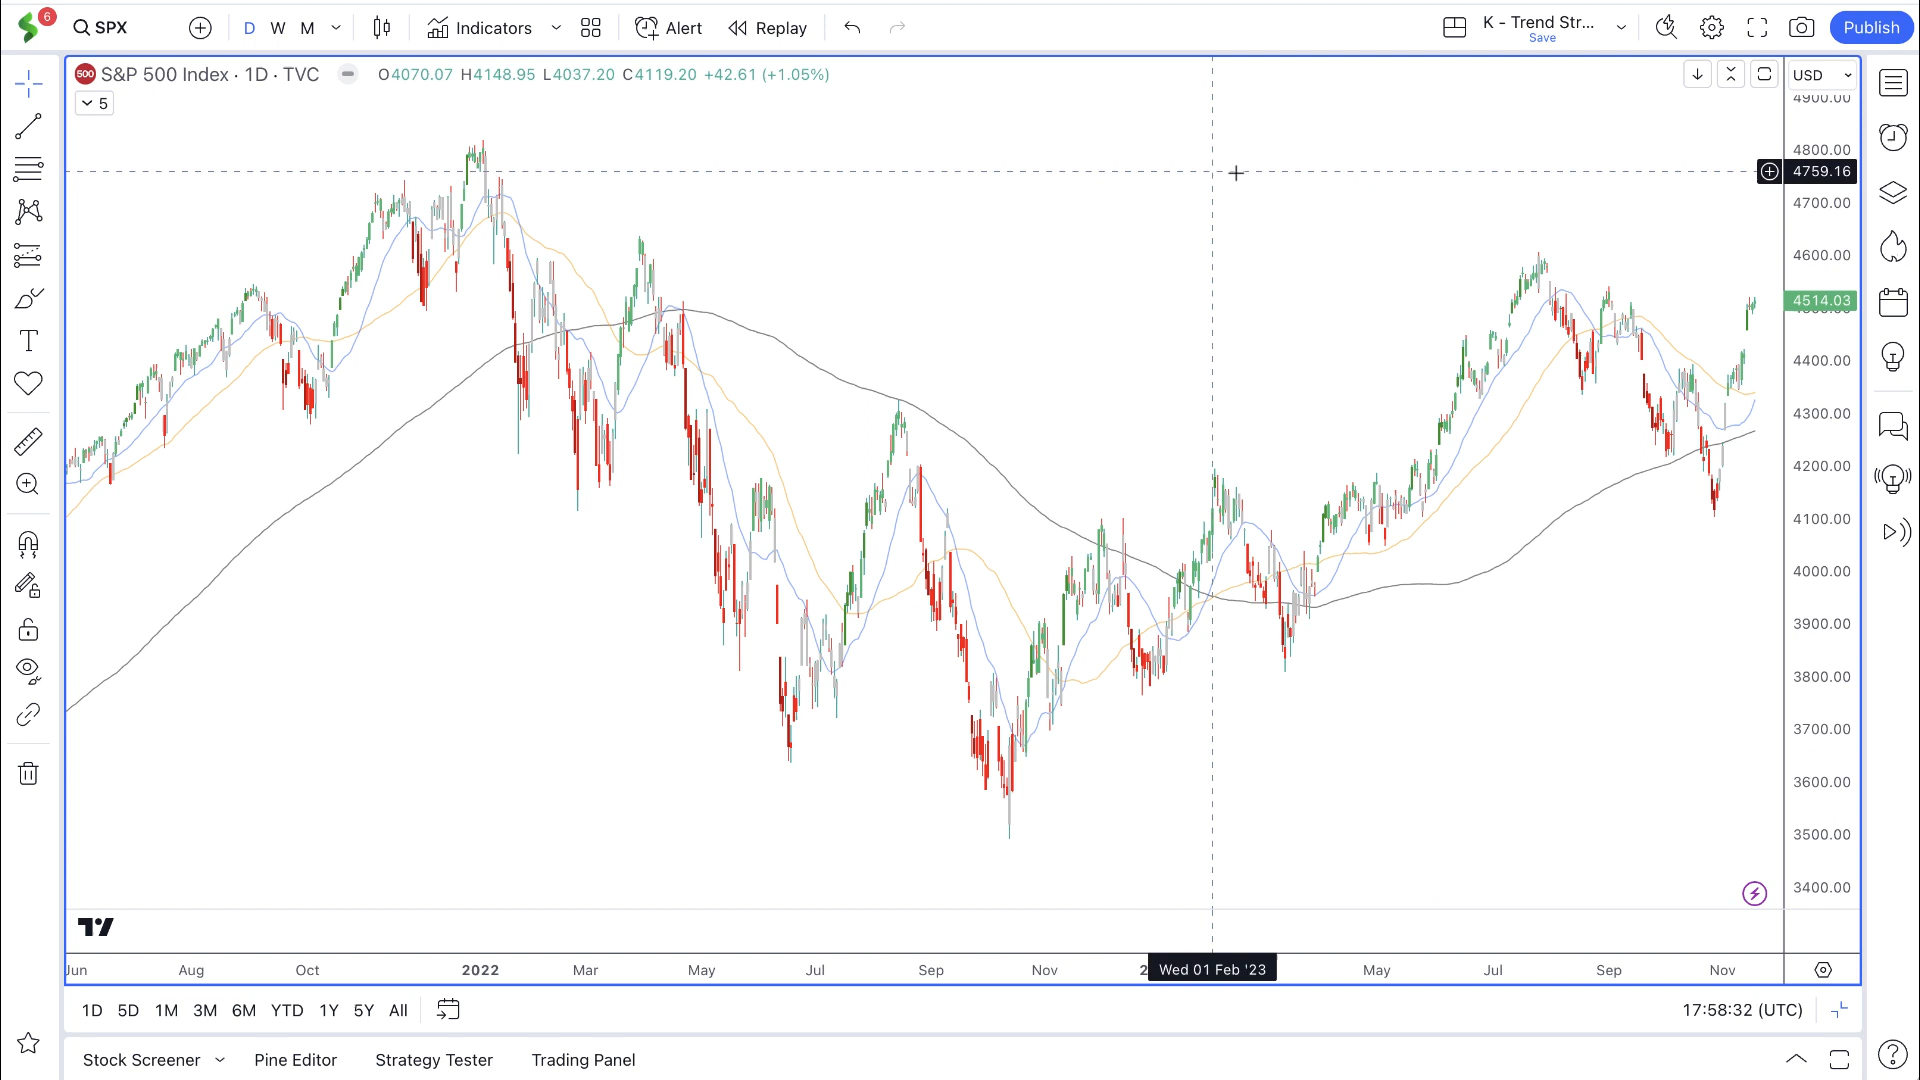 6
SPX
D W M
Indicators
Alert
Replay
K - Trend Str...
Save
Publish
500 S&P 500 Index · 1D · TVC O4070.07 H4148.95 L4037.20 C4119.20 +42.61 (+1.05%)
USD
5
4900.00
4800.00
4759.16
4700.00
4600.00
4514.03
4400.00
4300.00
4200.00
4100.00
4000.00
3900.00
3800.00
3700.00
3600.00
3500.00
3400.00
Jun Aug Oct 2022 Mar May Jul Sep Nov 2 Wed 01 Feb '23 May Jul Sep Nov
1D 5D 1M 3M 6M YTD 1Y 5Y All
17:58:32 (UTC)
Stock Screener Pine Editor Strategy Tester Trading Panel